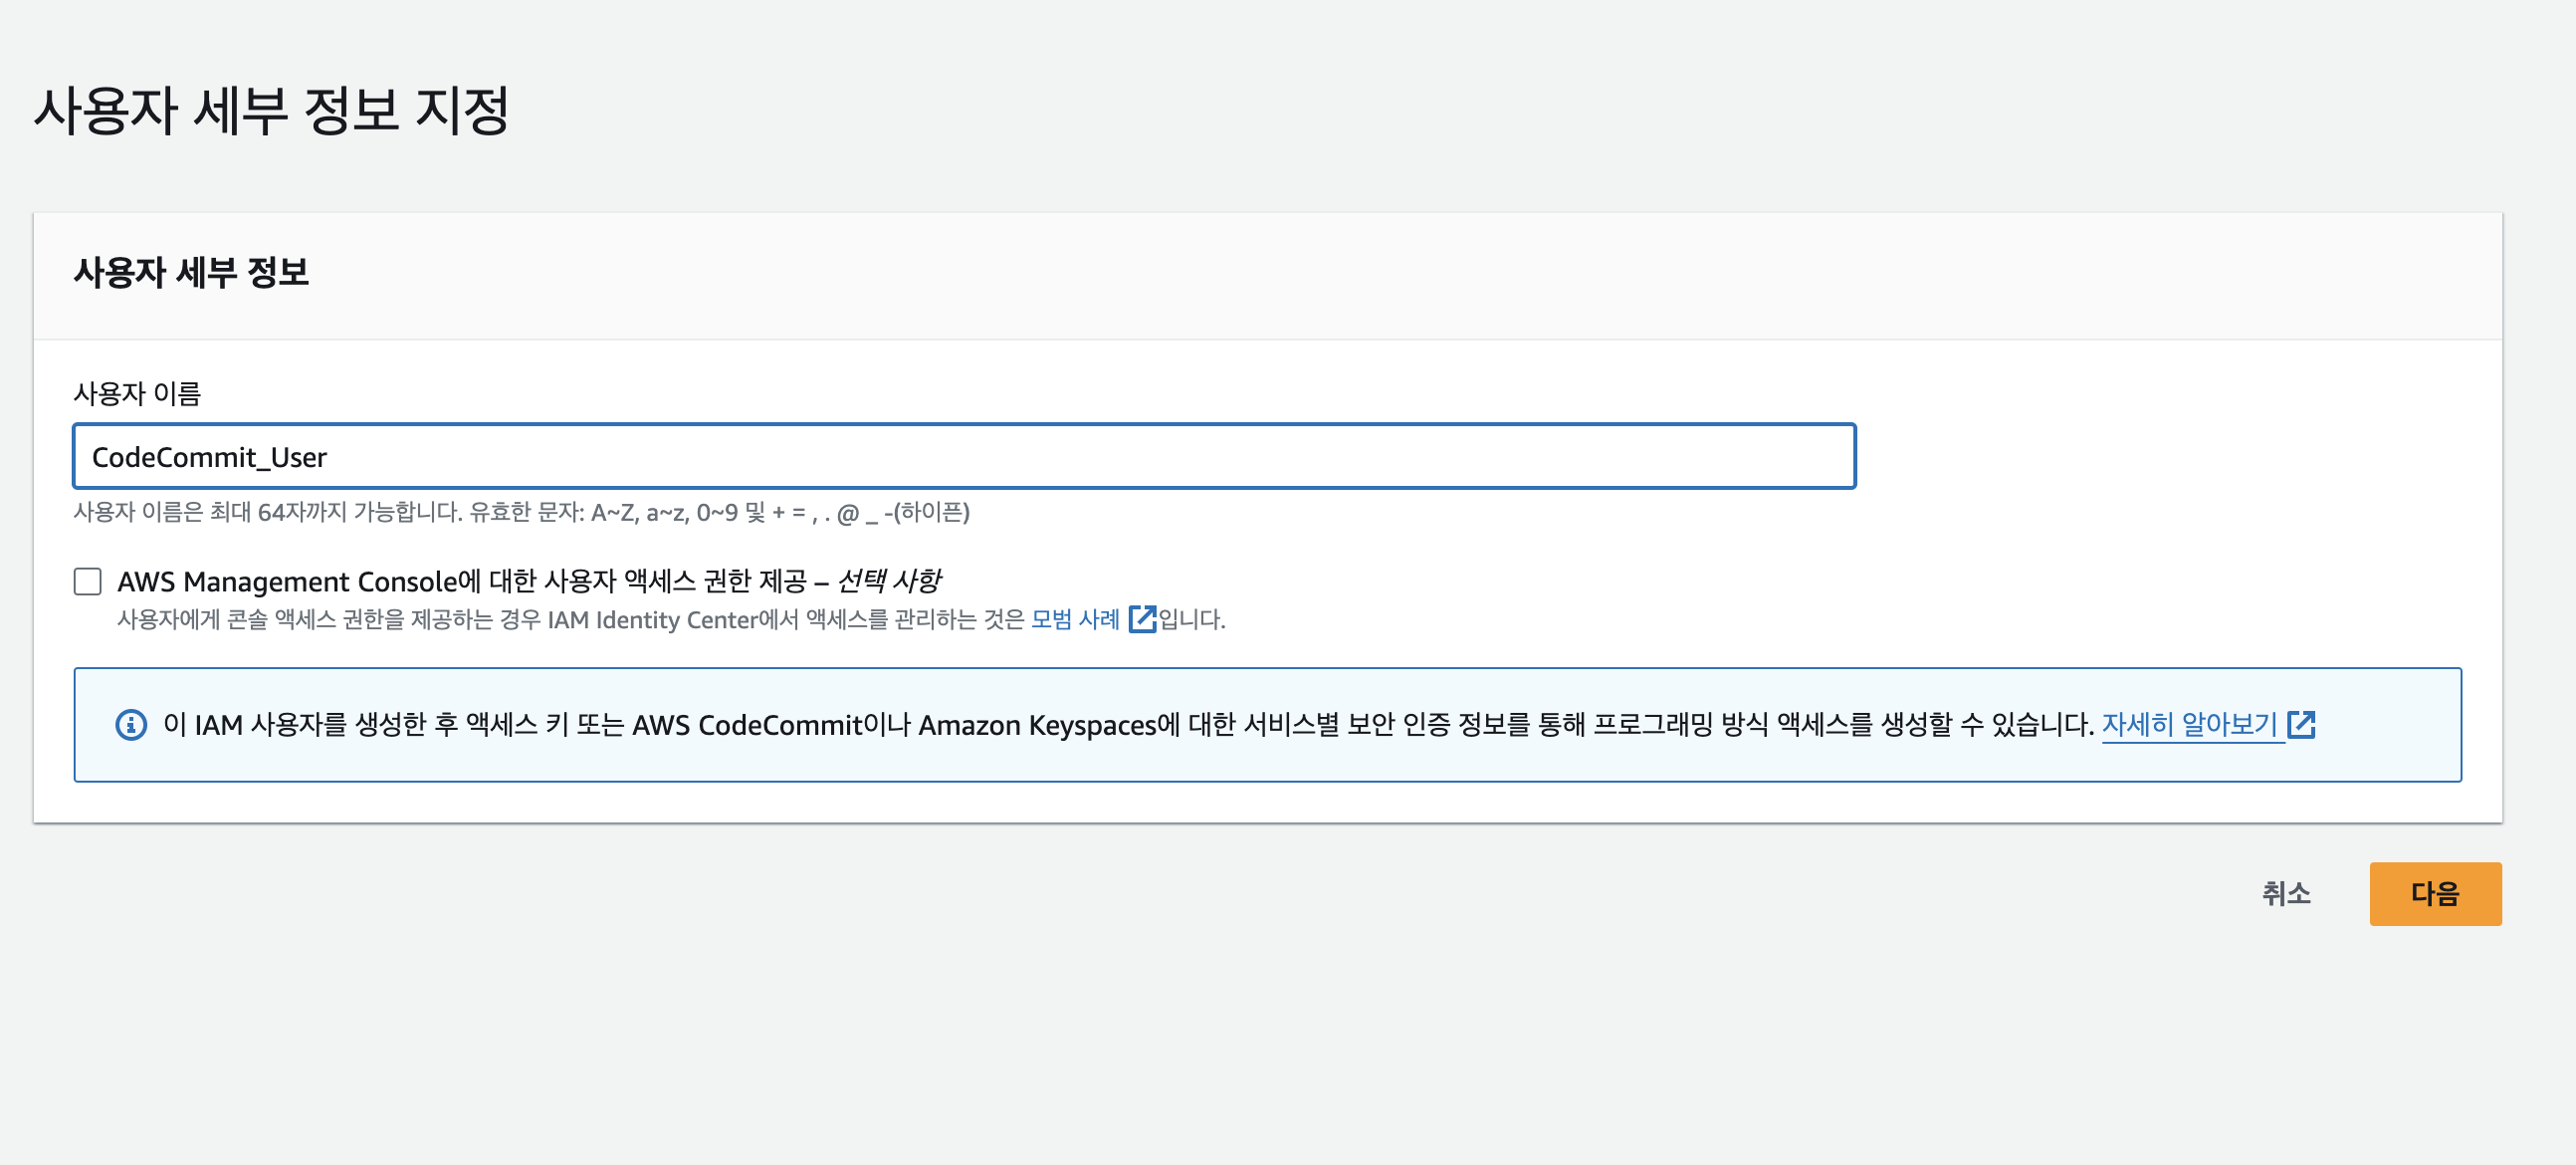 사용자 세부 정보 지정
사용자 세부 정보
사용자 이름
CodeCommit_User
사용자 이름은 최대 64자까지 가능합니다. 유효한 문자: A~Z, a~z, 0~9 및 + = , . @ _ -(하이픈)
AWS Management Console에 대한 사용자 액세스 권한 제공 – 선택 사항
사용자에게 콘솔 액세스 권한을 제공하는 경우 IAM Identity Center에서 액세스를 관리하는 것은 모범 사례 입니다.
이 IAM 사용자를 생성한 후 액세스 키 또는 AWS CodeCommit이나 Amazon Keyspaces에 대한 서비스별 보안 인증 정보를 통해 프로그래밍 방식 액세스를 생성할 수 있습니다. 자세히 알아보기
취소 다음